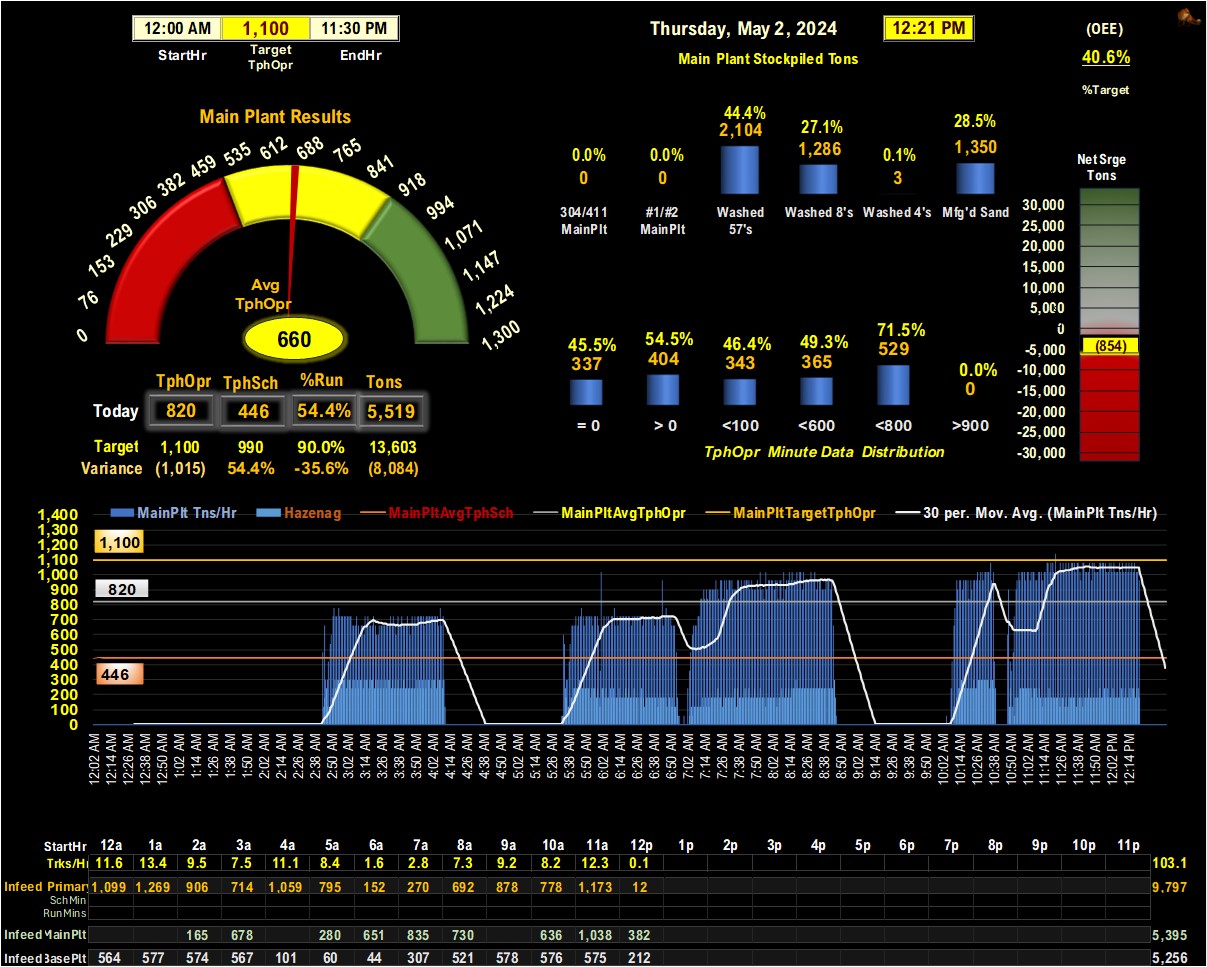 12:00 AM 1,100 11:30 PM
StartHr Target TphOpr EndHr
Thursday, May 2, 2024 12:21 PM
Main Plant Stockpiled Tons
(OEE)
40.6%
%Target
Main Plant Results
0 76 153 229 306 382 459 535 612 688 765 841 918 994 1,071 1,147 1,224 1,300
Avg
TphOpr
660
TphOpr TphSch %Run Tons
Today 820 446 54.4% 5,519
Target 1,100 990 90.0% 13,603
Variance (1,015) 54.4% -35.6% (8,084)
0.0% 0.0% 44.4% 27.1% 0.1% 28.5%
0 0 2,104 1,286 3 1,350
304/411 #1/#2 Washed Washed 8's Washed 4's Mfg'd Sand
MainPlt MainPlt 57's
45.5% 54.5% 46.4% 49.3% 71.5% 0.0%
337 404 343 365 529 0
= 0 > 0 <100 <600 <800 >900
TphOpr Minute Data Distribution
Net Srge
Tons
30,000
25,000
20,000
15,000
10,000
5,000
0
-5,000
(854)
-10,000
-15,000
-20,000
-25,000
-30,000
MainPlt Tns/Hr Hazenag MainPltAvgTphSch MainPltAvgTphOpr MainPltTargetTphOpr 30 per. Mov. Avg. (MainPlt Tns/Hr)
1,400
1,300
1,200
1,100
1,000
900
800
700
600
500
400
300
200
100
0
1,100
820
446
12:02 AM 12:14 AM 12:26 AM 12:38 AM 12:50 AM 1:02 AM 1:14 AM 1:26 AM 1:38 AM 1:50 AM 2:02 AM 2:14 AM 2:26 AM 2:38 AM 2:50 AM 3:02 AM 3:14 AM 3:26 AM 3:38 AM 3:50 AM 4:02 AM 4:14 AM 4:26 AM 4:38 AM 4:50 AM 5:02 AM 5:14 AM 5:26 AM 5:38 AM 5:50 AM 6:02 AM 6:14 AM 6:26 AM 6:38 AM 6:50 AM 7:02 AM 7:14 AM 7:26 AM 7:38 AM 7:50 AM 8:02 AM 8:14 AM 8:26 AM 8:38 AM 8:50 AM 9:02 AM 9:14 AM 9:26 AM 9:38 AM 9:50 AM 10:02 AM 10:14 AM 10:26 AM 10:38 AM 10:50 AM 11:02 AM 11:14 AM 11:26 AM 11:38 AM 11:50 AM 12:02 PM 12:14 PM
StartHr 12a 1a 2a 3a 4a 5a 6a 7a 8a 9a 10a 11a 12p 1p 2p 3p 4p 5p 6p 7p 8p 9p 10p 11p
Trks/Hr 11.6 13.4 9.5 7.5 11.1 8.4 1.6 2.8 7.3 9.2 8.2 12.3 0.1 103.1
Infeed Primary 1,099 1,269 906 714 1,059 795 152 270 692 878 778 1,173 12 9,797
SchMin
RunMins
Infeed MainPlt 165 678 280 651 835 730 636 1,038 382 5,395
Infeed BasePlt 564 577 574 567 101 60 44 307 521 578 576 575 212 5,256